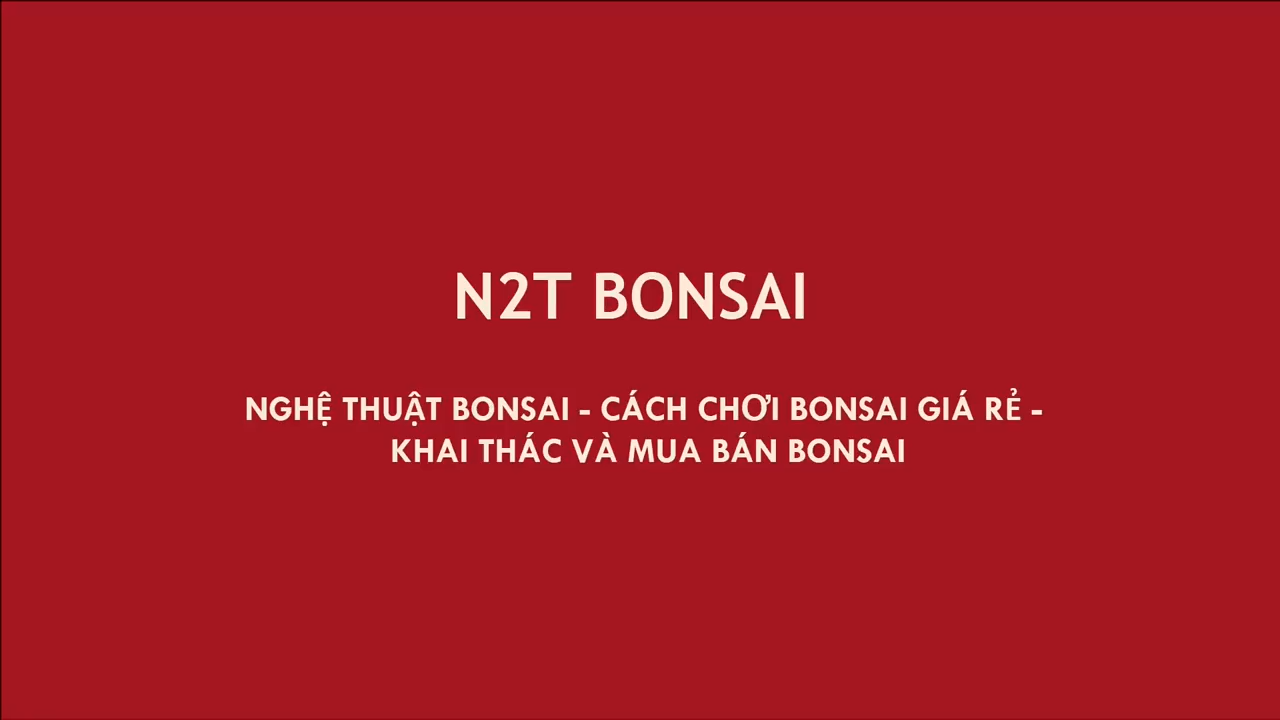 N2T BONSAI
NGHỆ THUẬT BONSAI - CÁCH CHƠI BONSAI GIÁ RẺ -
KHAI THÁC VÀ MUA BÁN BONSAI